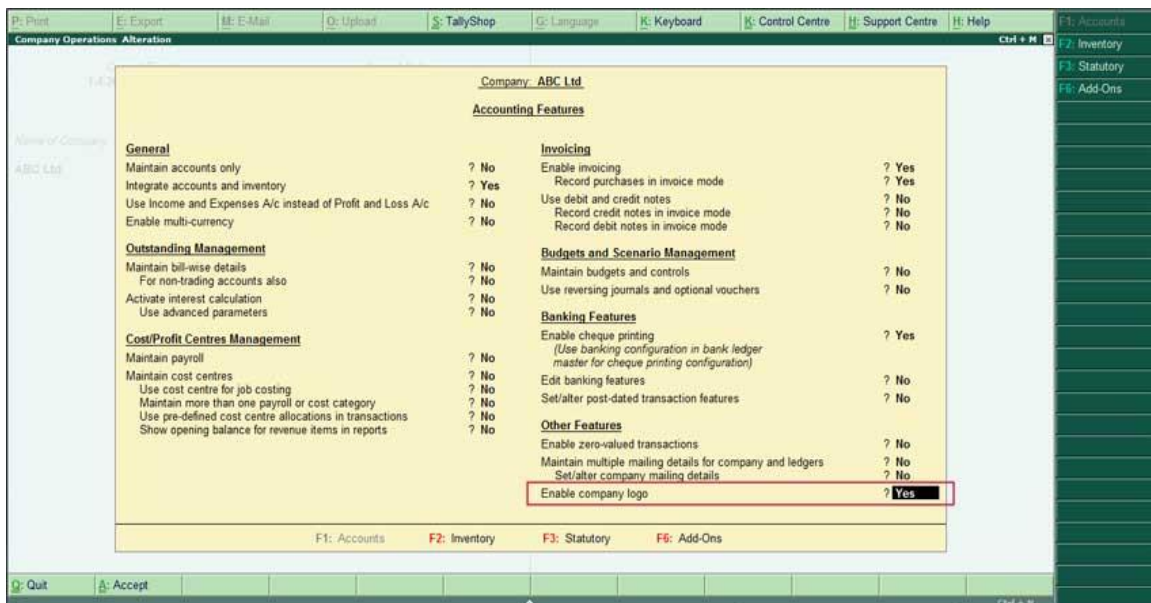 P: Print E: Export M: E-Mail O: Upload S: TallyShop G: Language K: Keyboard K: Control Centre H: Support Centre H: Help
F1: Accounts
F2: Inventory
F3: Statutory
F6: Add-Ons
Company Operations Alteration Ctrl + M
Name of Company
ABC Ltd
Company: ABC Ltd
Accounting Features
General
Maintain accounts only ? No
Integrate accounts and inventory ? Yes
Use Income and Expenses A/c instead of Profit and Loss A/c ? No
Enable multi-currency ? No
Outstanding Management
Maintain bill-wise details ? No
For non-trading accounts also ? No
Activate interest calculation ? No
Use advanced parameters ? No
Cost/Profit Centres Management
Maintain payroll ? No
Maintain cost centres ? No
Use cost centre for job costing ? No
Maintain more than one payroll or cost category ? No
Use pre-defined cost centre allocations in transactions ? No
Show opening balance for revenue items in reports ? No
Invoicing
Enable invoicing ? Yes
Record purchases in invoice mode ? Yes
Use debit and credit notes ? No
Record credit notes in invoice mode ? No
Record debit notes in invoice mode ? No
Budgets and Scenario Management
Maintain budgets and controls ? No
Use reversing journals and optional vouchers ? No
Banking Features
Enable cheque printing ? Yes
(Use banking configuration in bank ledger
master for cheque printing configuration)
Edit banking features ? No
Set/alter post-dated transaction features ? No
Other Features
Enable zero-valued transactions ? No
Maintain multiple mailing details for company and ledgers ? No
Set/alter company mailing details ? No
Enable company logo ? Yes
F1: Accounts F2: Inventory F3: Statutory F6: Add-Ons
Q: Quit A: Accept
Ctrl + N